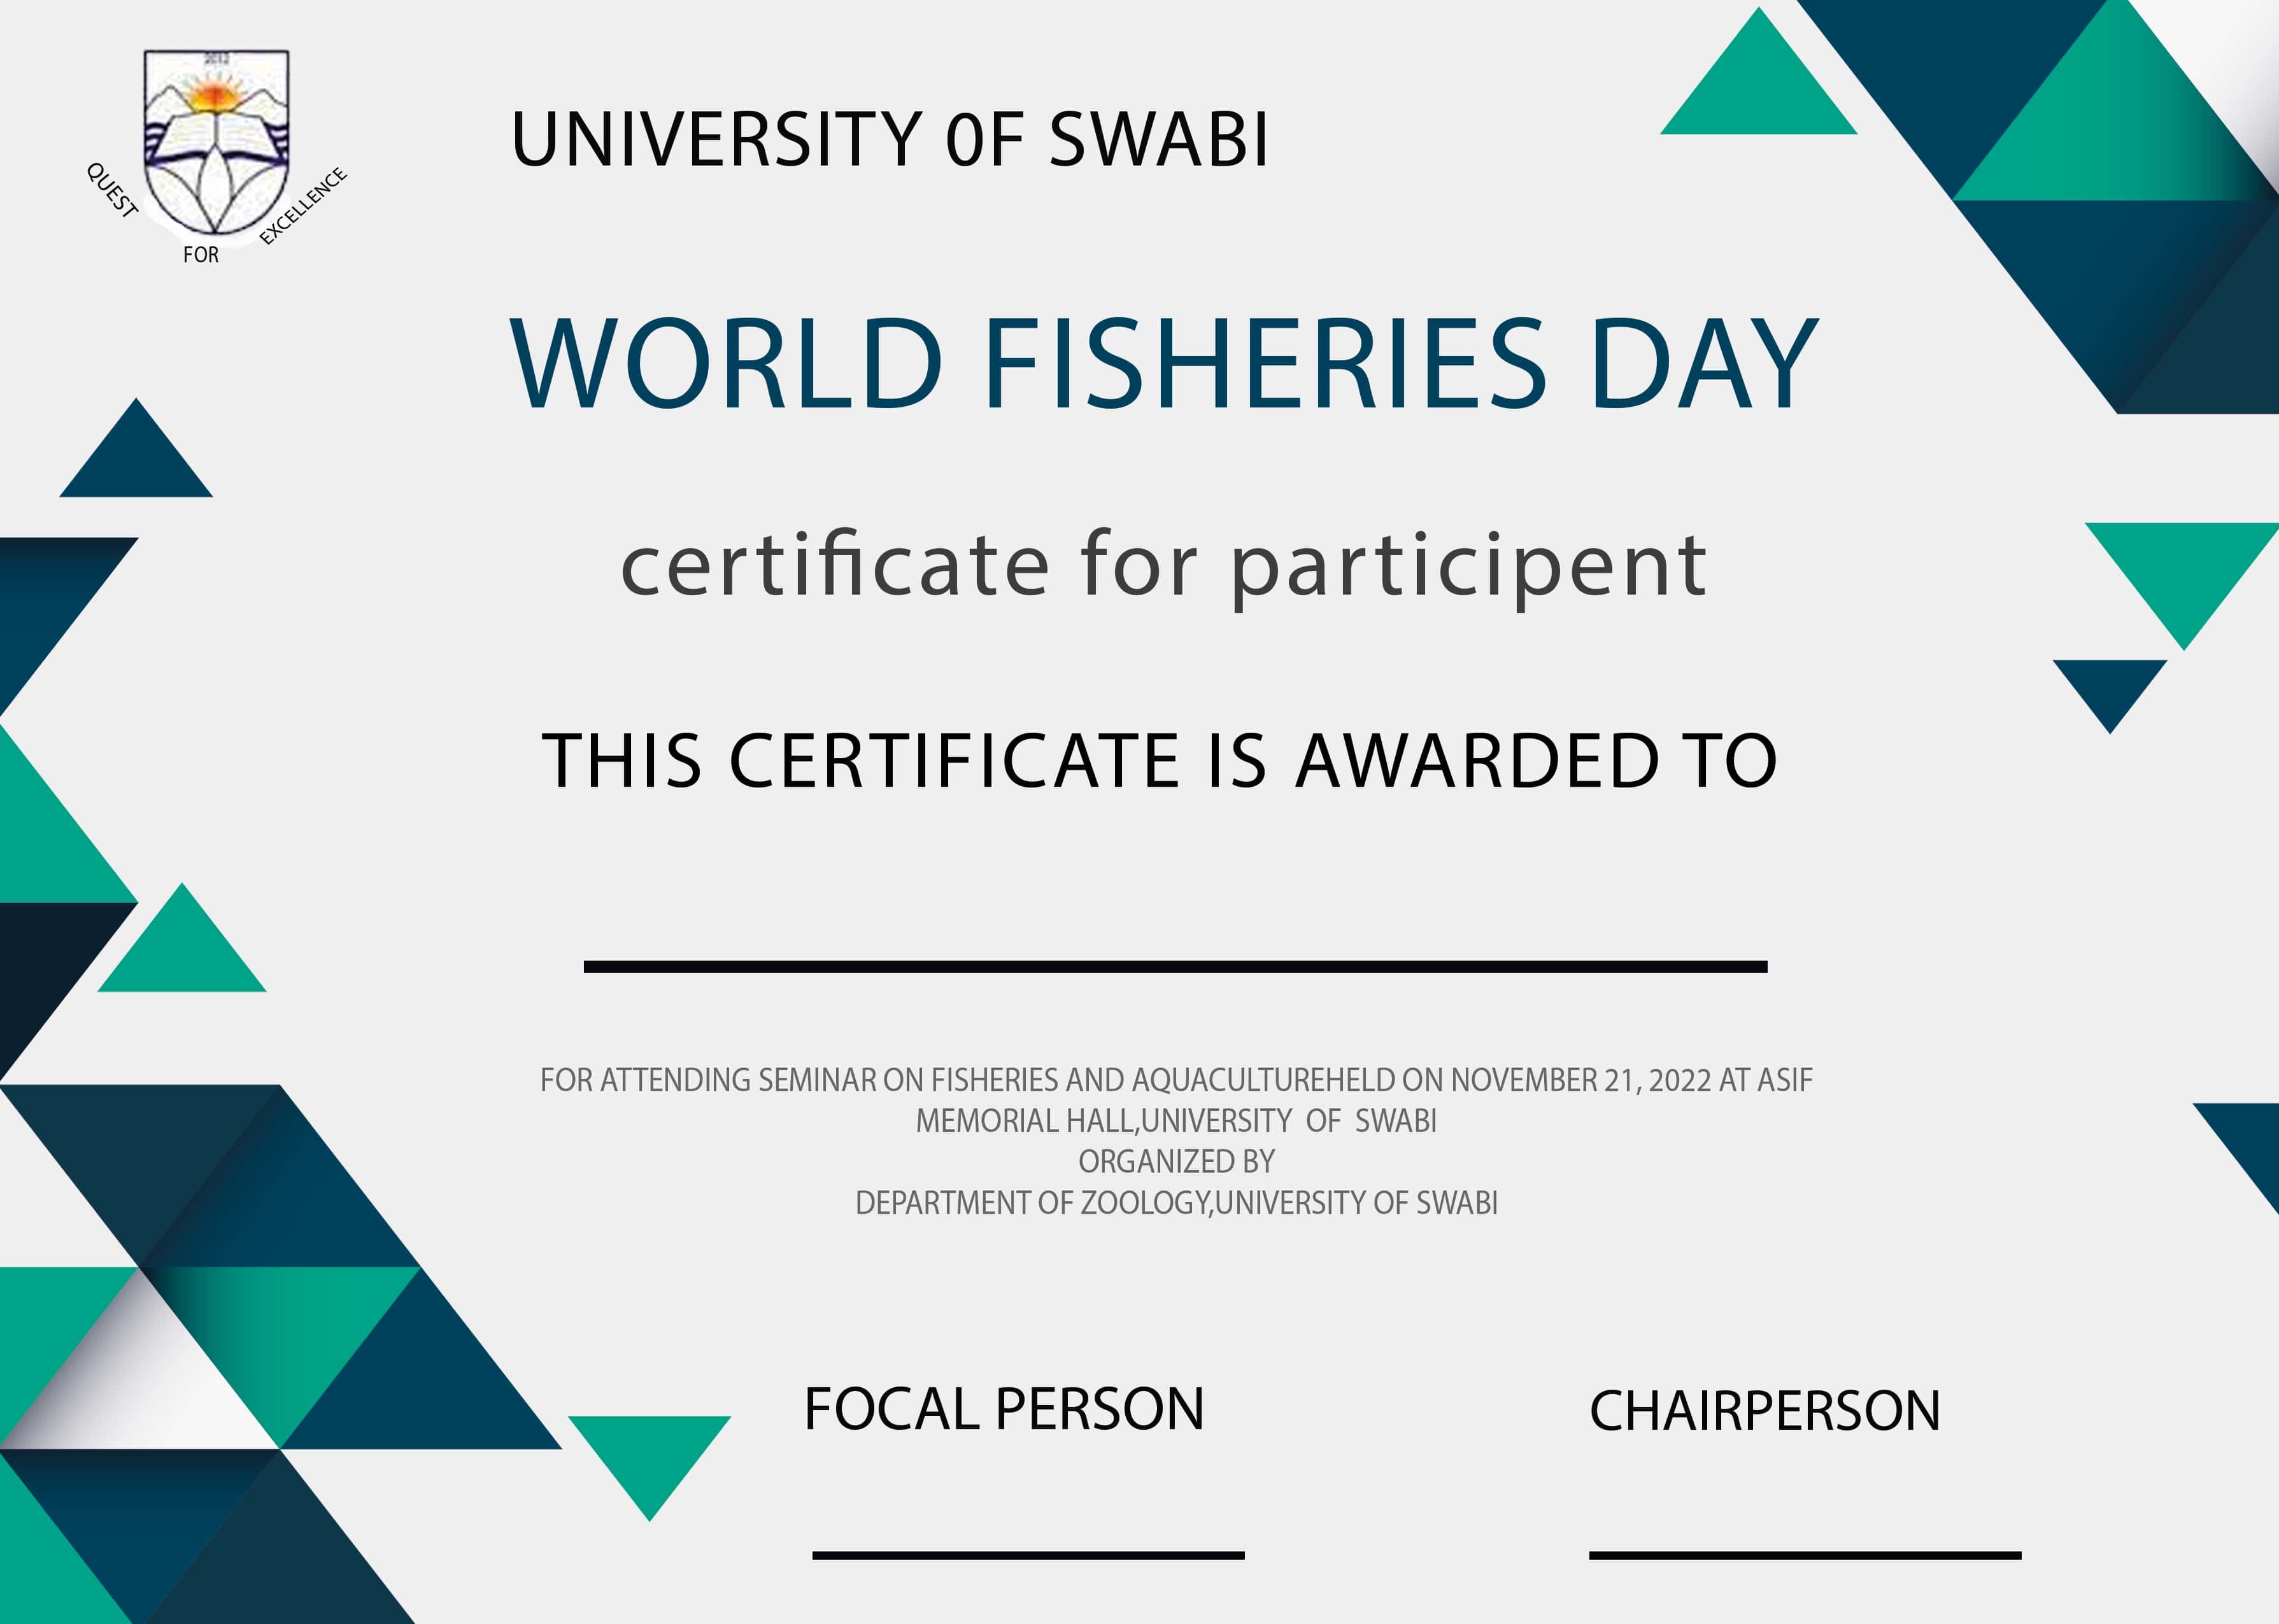 2012
QUEST
FOR
EXCELLENCE
UNIVERSITY 0F SWABI
WORLD FISHERIES DAY
certificate for participent
THIS CERTIFICATE IS AWARDED TO
FOR ATTENDING SEMINAR ON FISHERIES AND AQUACULTUREHELD ON NOVEMBER 21, 2022 AT ASIF
MEMORIAL HALL,UNIVERSITY OF SWABI
ORGANIZED BY
DEPARTMENT OF ZOOLOGY,UNIVERSITY OF SWABI
FOCAL PERSON
CHAIRPERSON